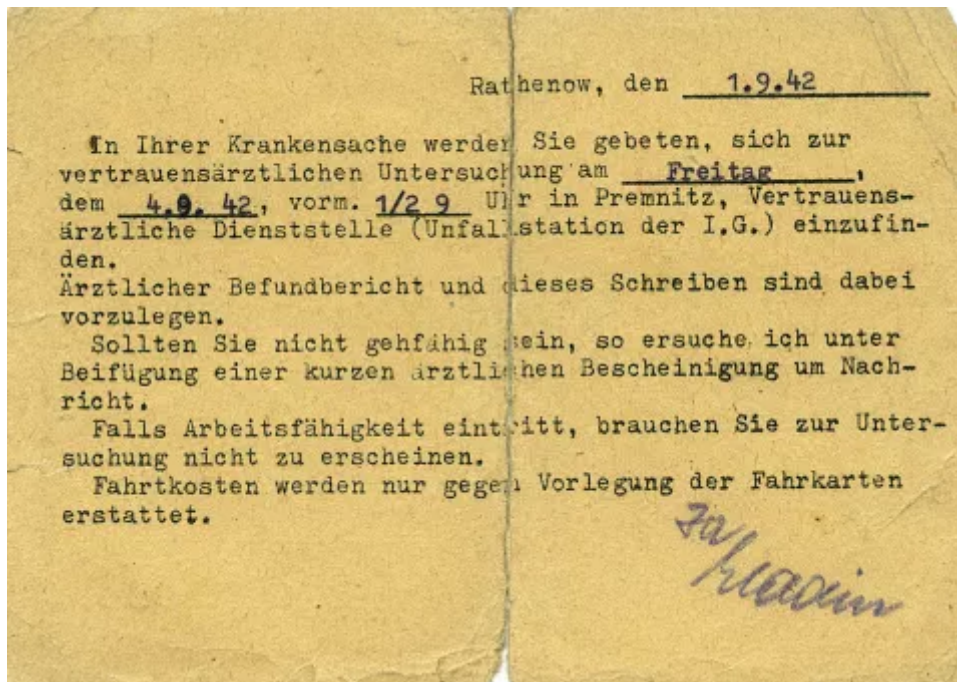 Rathenow, den 1.9.42
In Ihrer Krankensache werden Sie gebeten, sich zur
vertrauensärztlichen Untersuchung am Freitag,
dem 4.9. 42, vorm. 1/2 9 Uhr in Premnitz, Vertrauens-
ärztliche Dienststelle (Unfallstation der I.G.) einzufin-
den.
Ärztlicher Befundbericht und dieses Schreiben sind dabei
vorzulegen.
Sollten Sie nicht gehfähig sein, so ersuche ich unter
Beifügung einer kurzen ärztlichen Bescheinigung um Nach-
richt.
Falls Arbeitsfähigkeit eintritt, brauchen Sie zur Unter-
suchung nicht zu erscheinen.
Fahrtkosten werden nur gegen Vorlegung der Fahrkarten
erstattet.